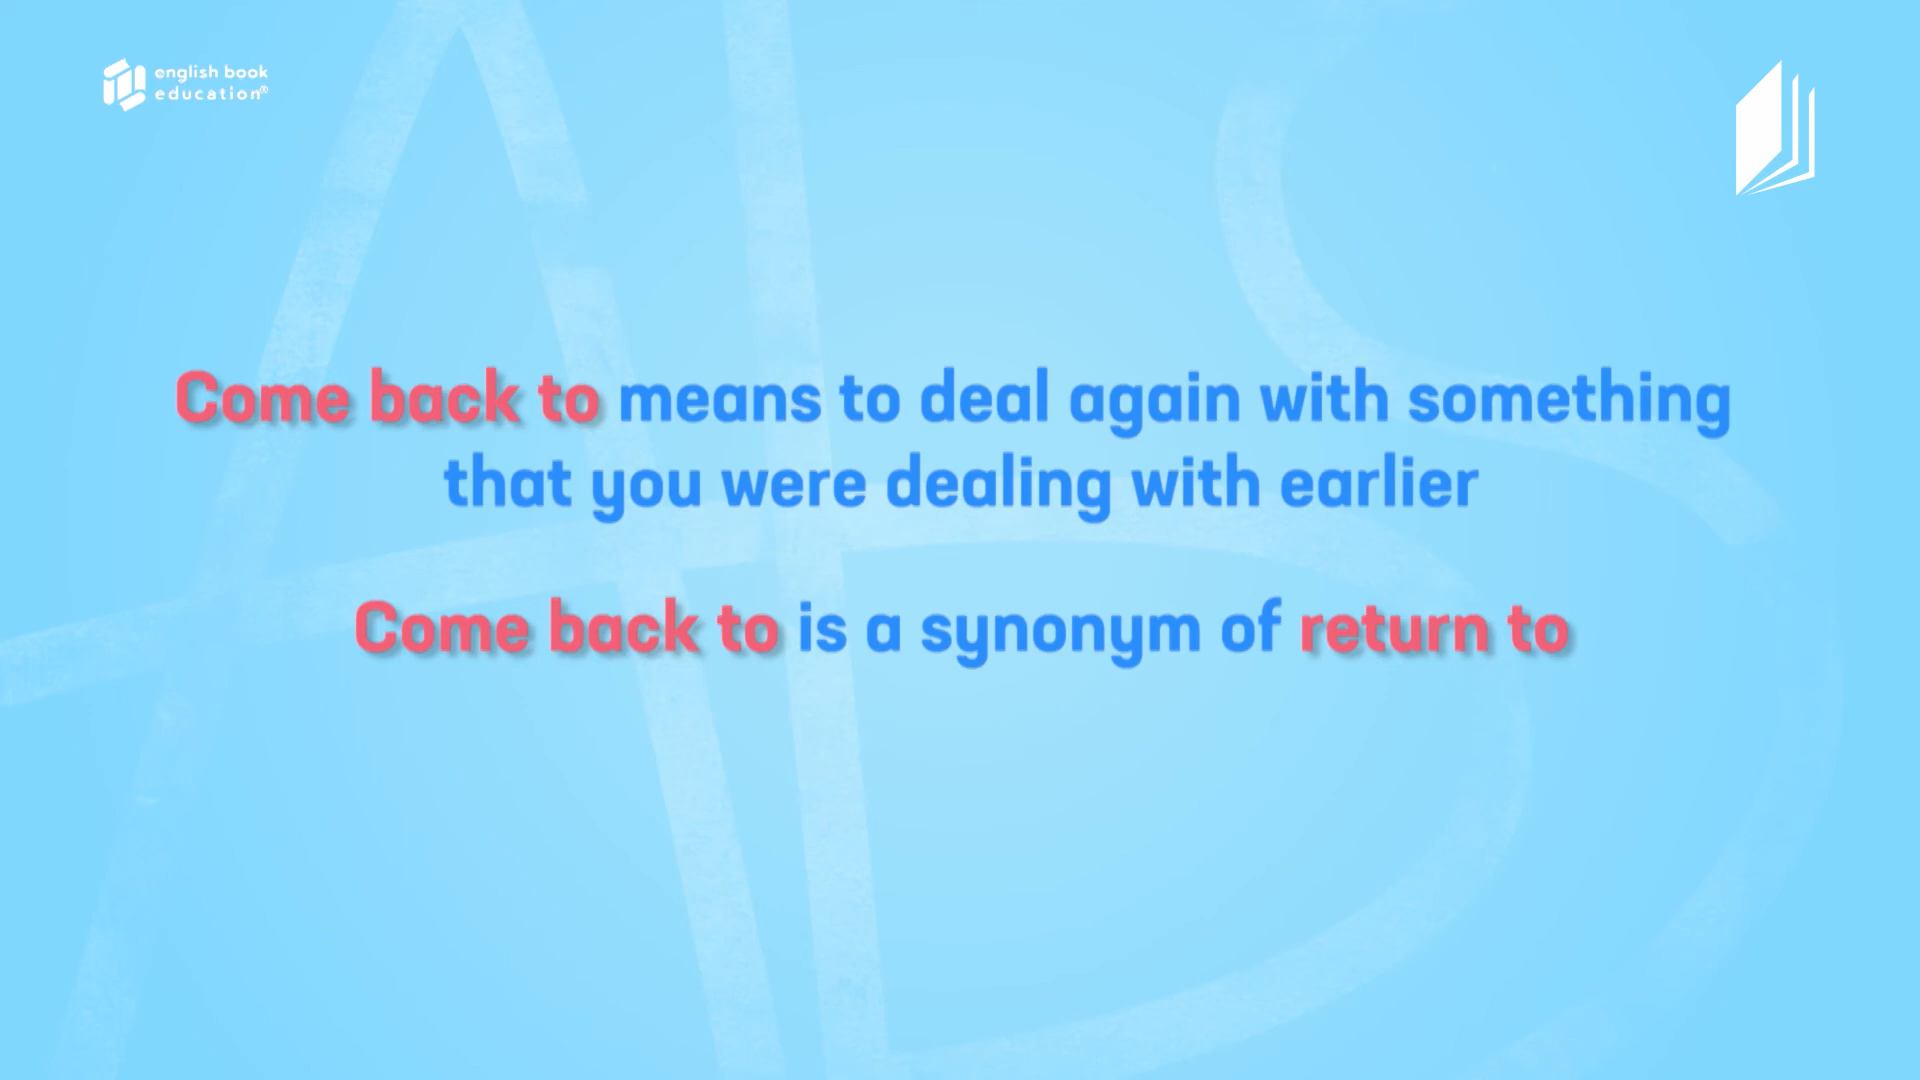 english book
education®
Come back to means to deal again with something
that you were dealing with earlier
Come back to is a synonym of return to